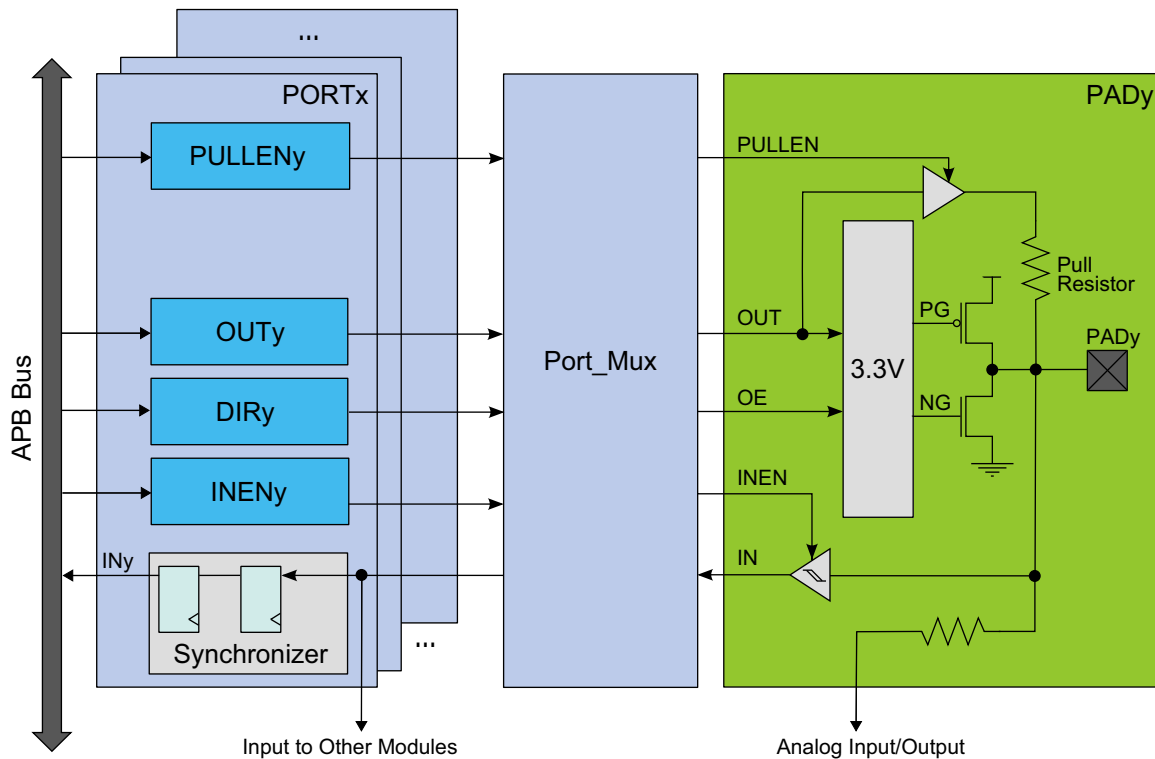 ...
PORTx
PADy
PULLENy
PULLEN
Pull
Resistor
OUTy
OUT
PG
PADy
Port_Mux
3.3V
DIRy
OE
NG
APB Bus
INENy
INEN
INy
IN
Synchronizer
...
Input to Other Modules
Analog Input/Output